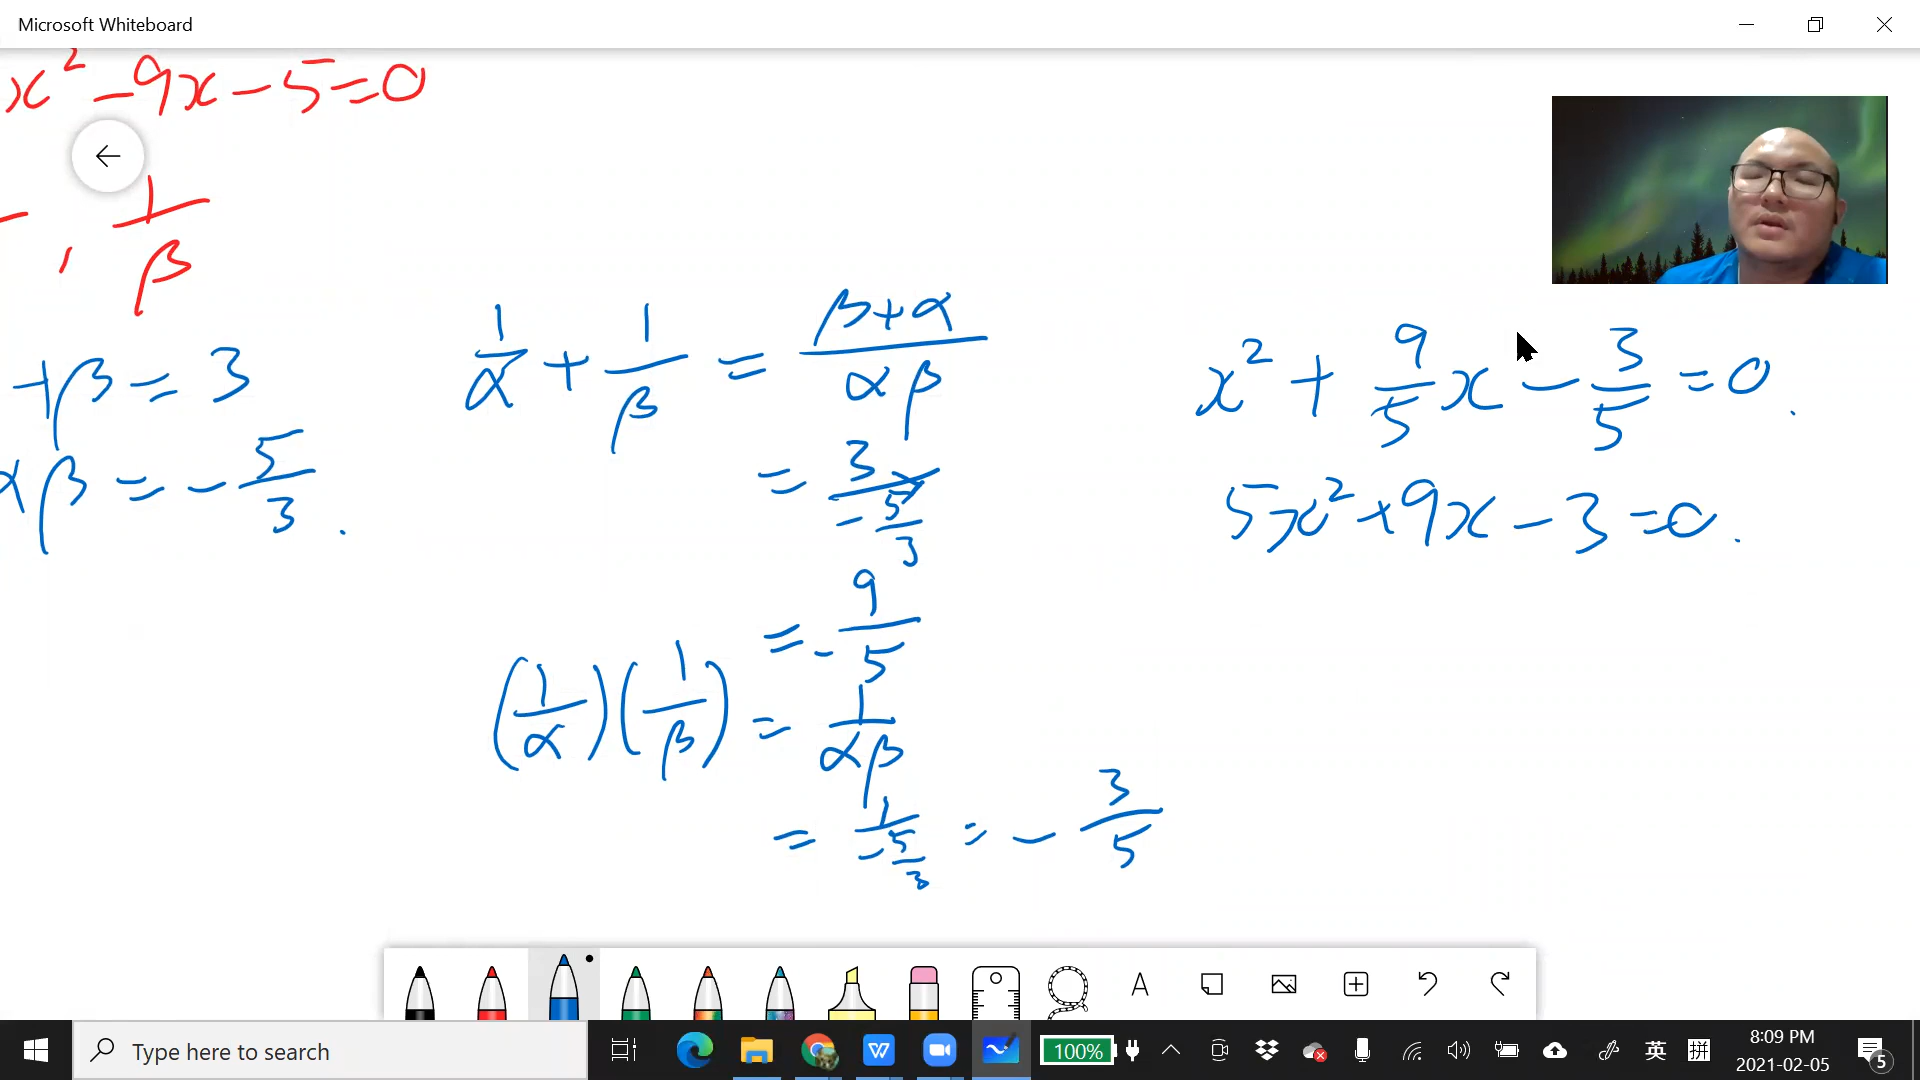 Microsoft Whiteboard
x² - 9x - 5 = 0
, 1/β
+β = 3
αβ = - 5/3 .
1/α + 1/β = (β+α)/(αβ)
= 3/(-5/3)
= - 9/5
(1/α)(1/β) = 1/(αβ)
= 1/(-5/3) = - 3/5
x² + 9/5 x - 3/5 = 0 .
5x² + 9x - 3 = 0 .
A
Type here to search
100%
英
拼
8:09 PM
2021-02-05
5